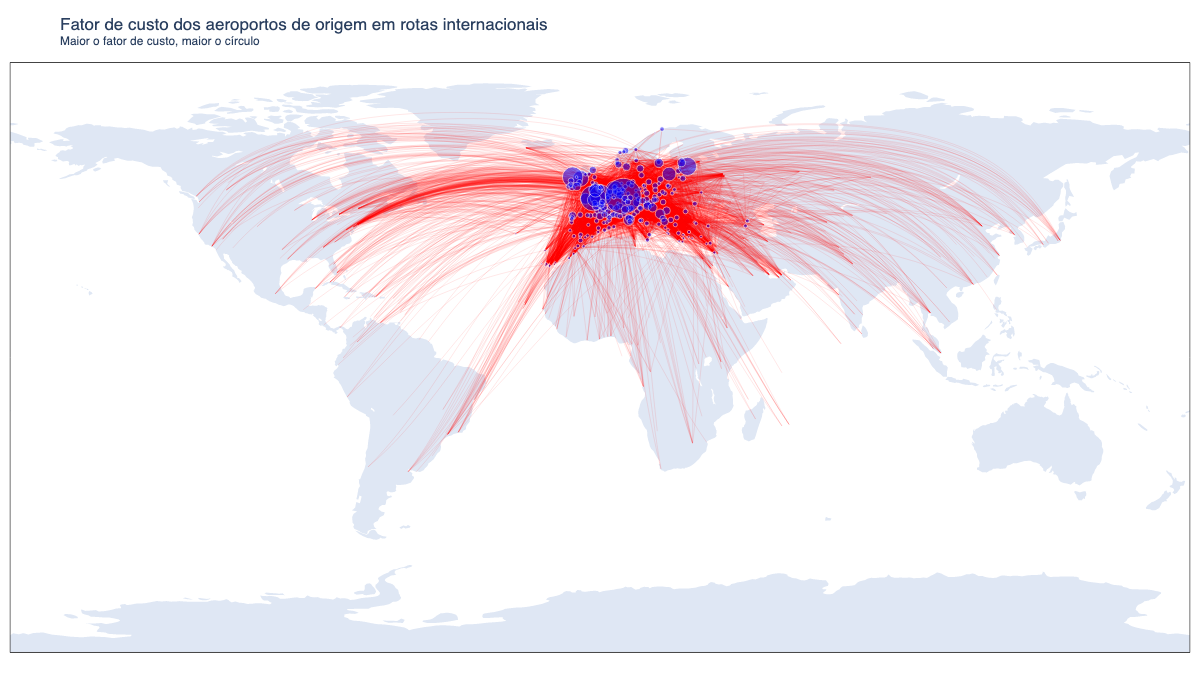 Fator de custo dos aeroportos de origem em rotas internacionais
Maior o fator de custo, maior o círculo